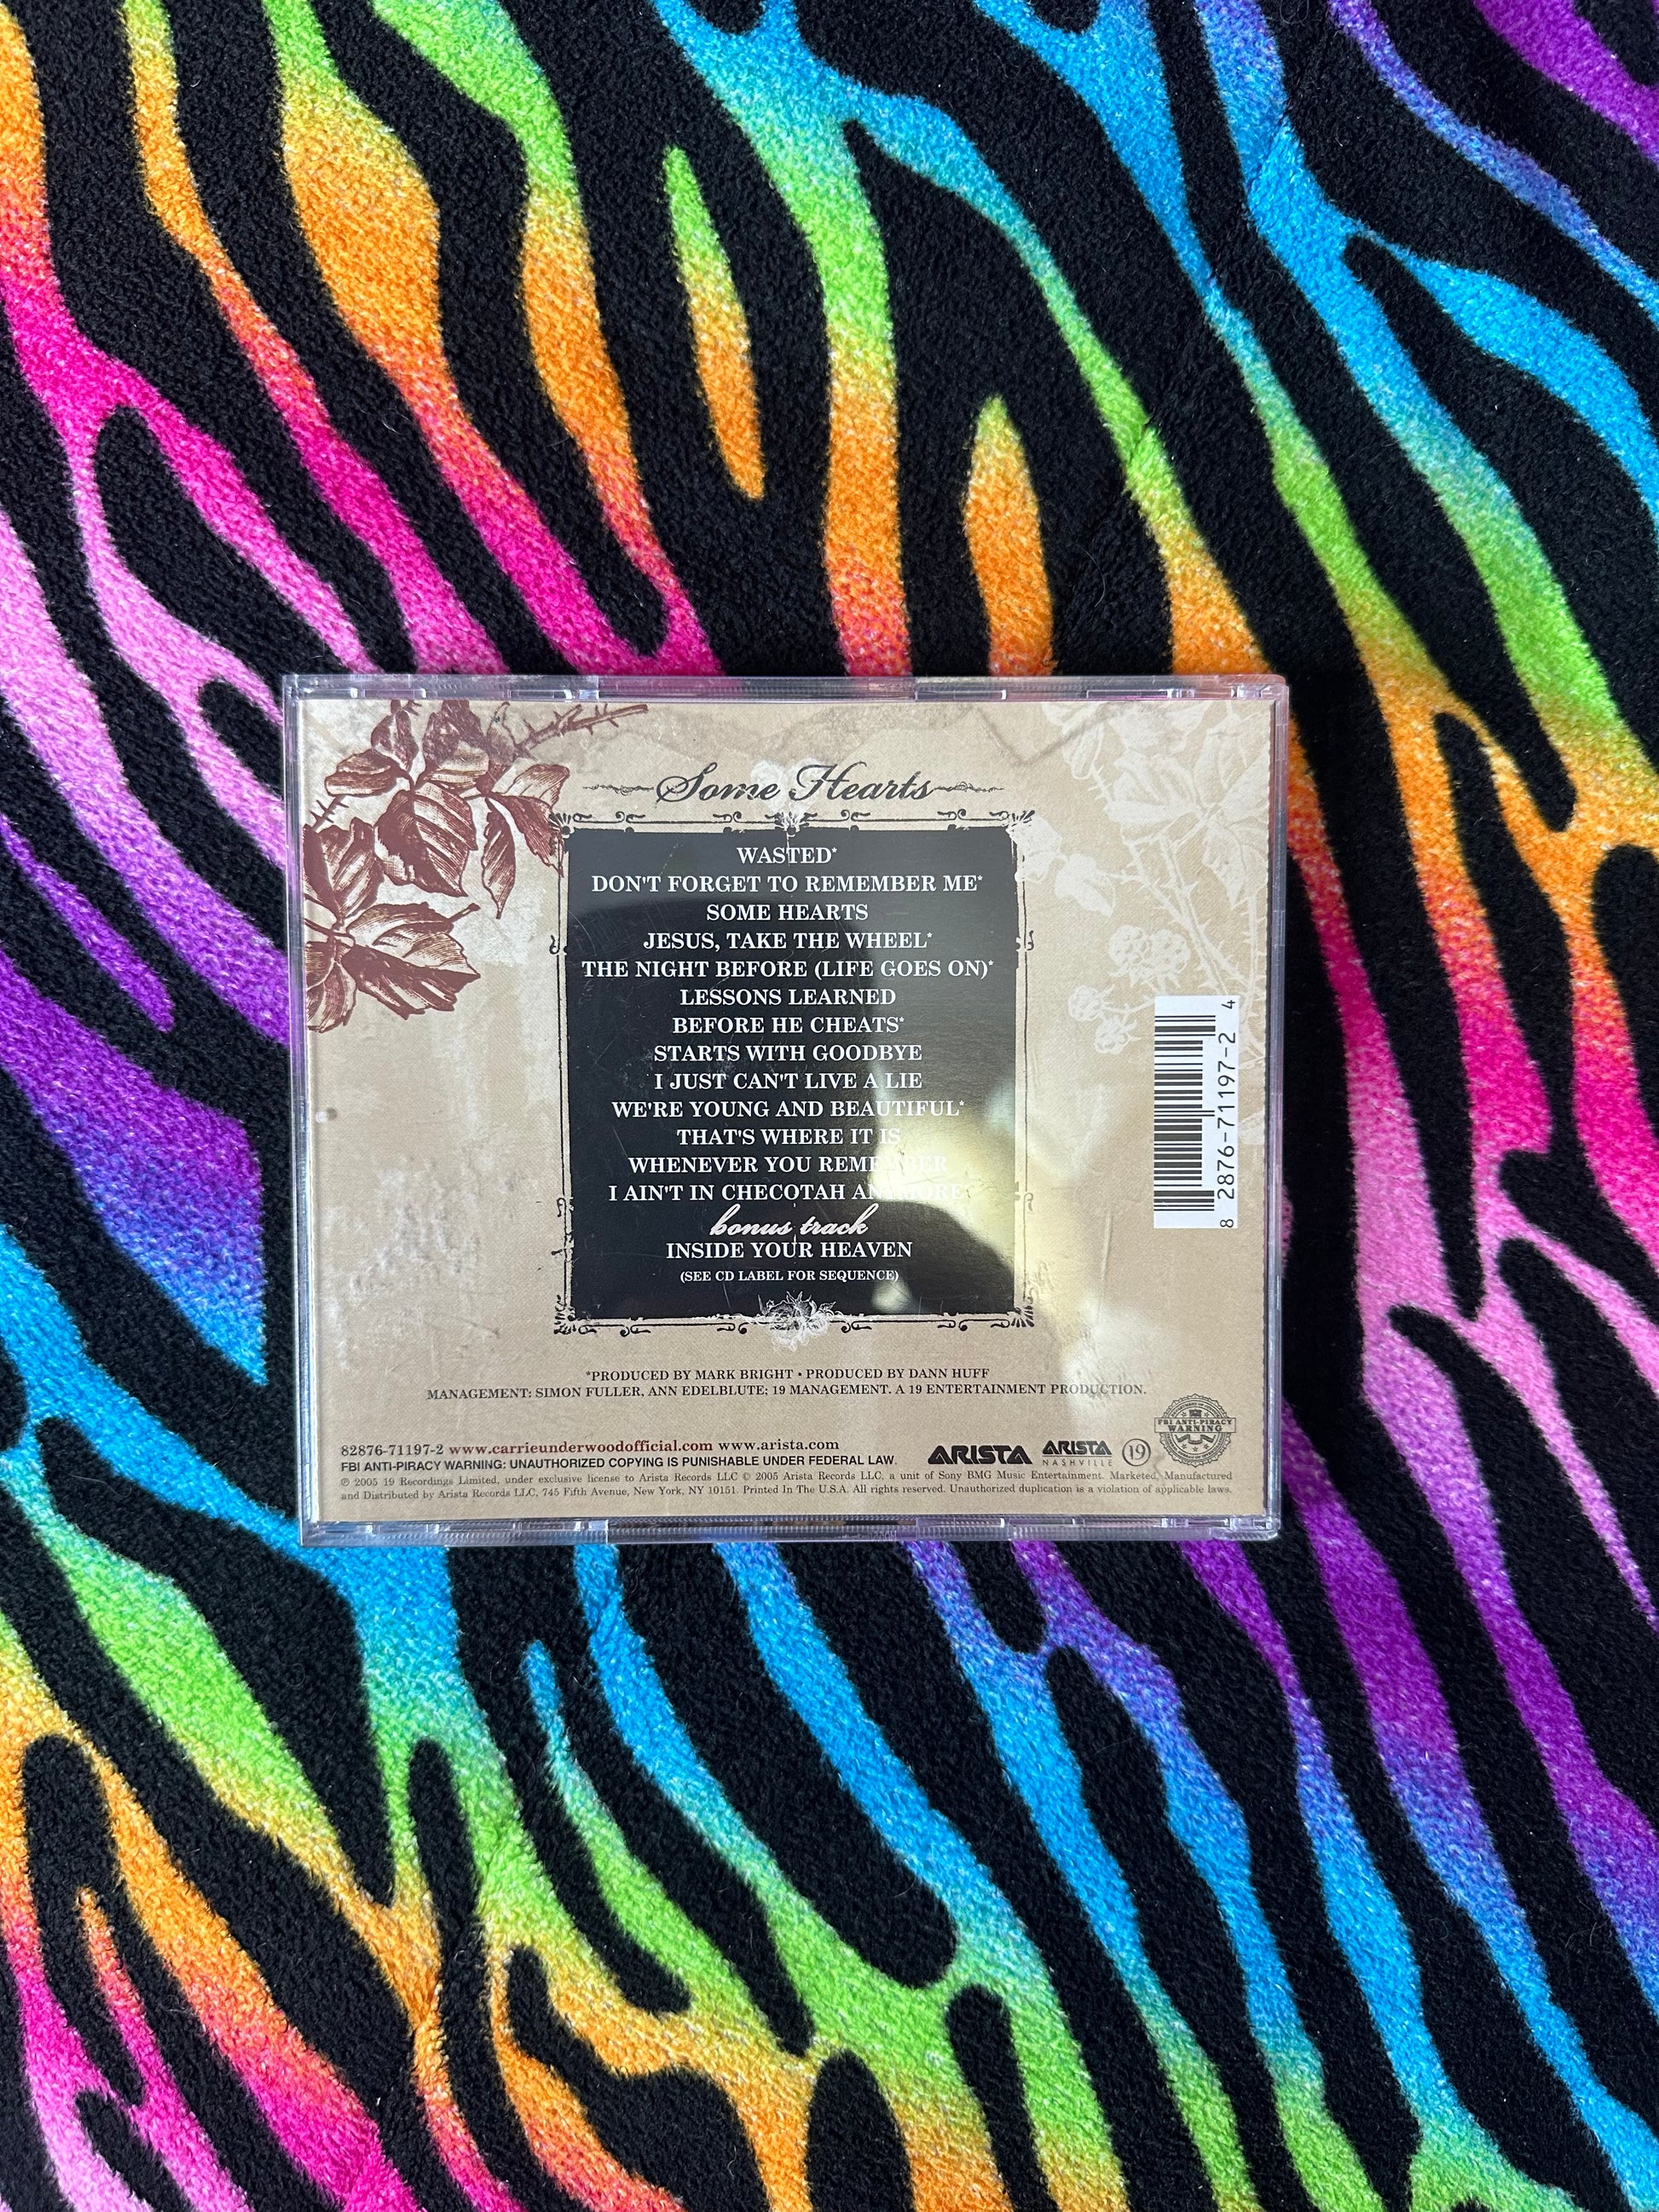 Some Hearts
WASTED*
DON'T FORGET TO REMEMBER ME*
SOME HEARTS
JESUS, TAKE THE WHEEL*
THE NIGHT BEFORE (LIFE GOES ON)*
LESSONS LEARNED
BEFORE HE CHEATS*
STARTS WITH GOODBYE
I JUST CAN'T LIVE A LIE
WE'RE YOUNG AND BEAUTIFUL*
THAT'S WHERE IT IS
WHENEVER YOU REMEMBER
I AIN'T IN CHECOTAH ANYMORE
bonus track
INSIDE YOUR HEAVEN
(SEE CD LABEL FOR SEQUENCE)
8 2876-71197-2 4
*PRODUCED BY MARK BRIGHT • PRODUCED BY DANN HUFF
MANAGEMENT: SIMON FULLER, ANN EDELBLUTE; 19 MANAGEMENT. A 19 ENTERTAINMENT PRODUCTION.
82876-71197-2 www.carrieunderwoodofficial.com www.arista.com
FBI ANTI-PIRACY WARNING: UNAUTHORIZED COPYING IS PUNISHABLE UNDER FEDERAL LAW.
ARISTA
ARISTA
NASHVILLE
19
FBI ANTI-PIRACY
WARNING
℗ 2005 19 Recordings Limited, under exclusive license to Arista Records LLC © 2005 Arista Records LLC, a unit of Sony BMG Music Entertainment. Marketed, Manufactured
and Distributed by Arista Records LLC, 745 Fifth Avenue, New York, NY 10151. Printed In The U.S.A. All rights reserved. Unauthorized duplication is a violation of applicable laws.